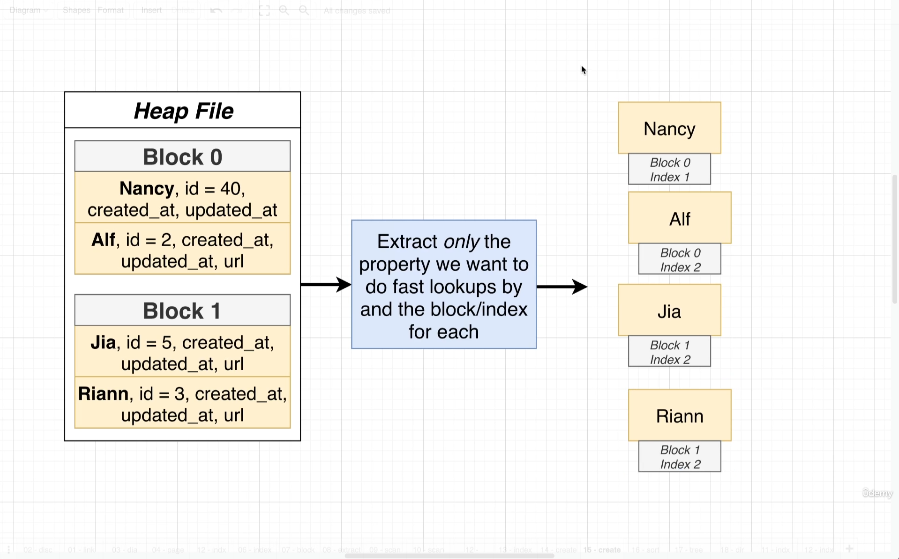 Diagram Shapes Format Insert All changes saved
Heap File
Block 0
Nancy, id = 40,
created_at, updated_at
Alf, id = 2, created_at,
updated_at, url
Block 1
Jia, id = 5, created_at,
updated_at, url
Riann, id = 3, created_at,
updated_at, url
Extract only the
property we want to
do fast lookups by
and the block/index
for each
Nancy
Block 0
Index 1
Alf
Block 0
Index 2
Jia
Block 1
Index 2
Riann
Block 1
Index 2
ûdemy